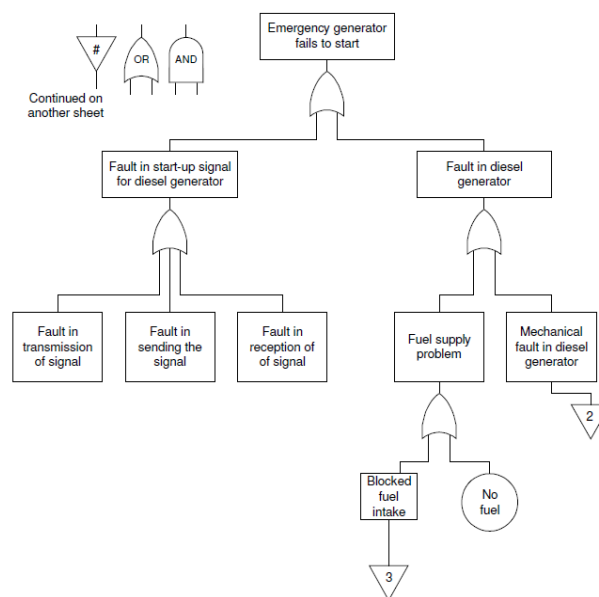 Emergency generator
fails to start
#
OR
AND
Continued on
another sheet
Fault in start-up signal
for diesel generator
Fault in diesel
generator
Fault in
transmission
of signal
Fault in
sending the
signal
Fault in
reception of
of signal
Fuel supply
problem
Mechanical
fault in diesel
generator
2
Blocked
fuel
intake
No
fuel
3